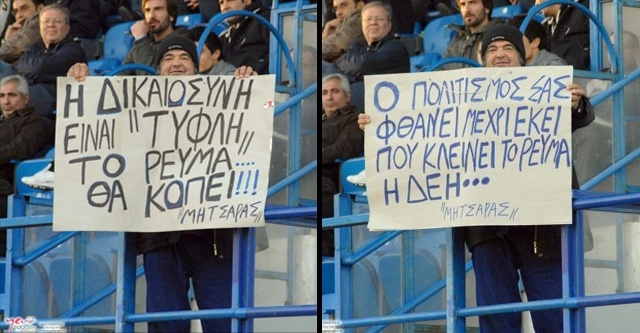 Η ΔΙΚΑΙΟΣΥΝΗ
ΕΙΝΑΙ "ΤΥΦΛΗ"
ΤΟ ΡΕΥΜΑ....
ΘΑ ΚΟΠΕΙ!!!
"ΜΗΤΣΑΡΑΣ"
Ο ΠΟΛΙΤΙΣΜΟΣ ΣΑΣ
ΦΘΑΝΕΙ ΜΕΧΡΙ ΕΚΕΙ
ΠΟΥ ΚΛΕΙΝΕΙ ΤΟ ΡΕΥΜΑ
Η ΔΕΗ...
"ΜΗΤΣΑΡΑΣ"